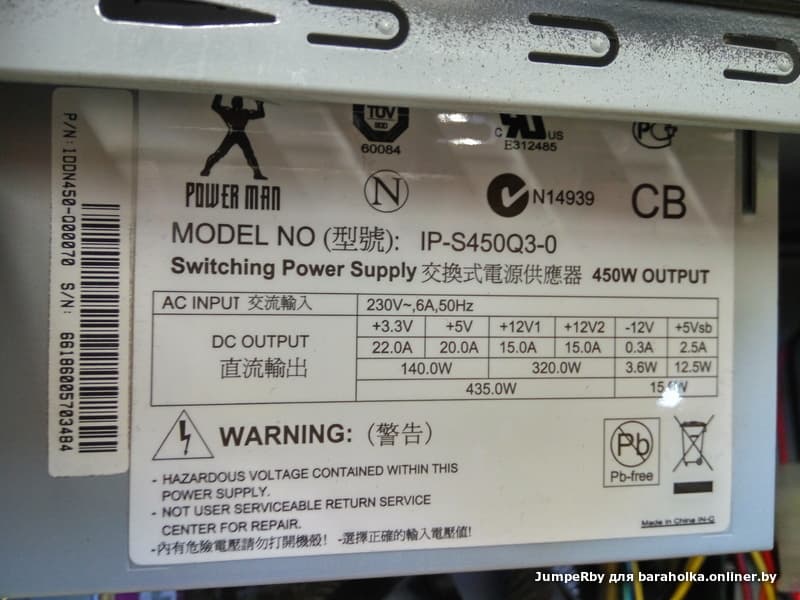 P/N:1DDN450-D00070 S/N: 66186005703484
TÜV
60084
C US
E312485
POWER MAN
N
N14939
CB
MODEL NO (型號): IP-S450Q3-0
Switching Power Supply 交換式電源供應器 450W OUTPUT
AC INPUT 交流輸入 230V~,6A,50Hz
DC OUTPUT
直流輸出
+3.3V +5V +12V1 +12V2 -12V +5Vsb
22.0A 20.0A 15.0A 15.0A 0.3A 2.5A
140.0W 320.0W 3.6W 12.5W
435.0W
WARNING: (警告)
- HAZARDOUS VOLTAGE CONTAINED WITHIN THIS
POWER SUPPLY.
- NOT USER SERVICEABLE RETURN SERVICE
CENTER FOR REPAIR.
-內有危險電壓請勿打開機殼! -選擇正確的輸入電壓值!
Pb
Pb-free
Made in China IN-C
JumpeRby для baraholka.onliner.by